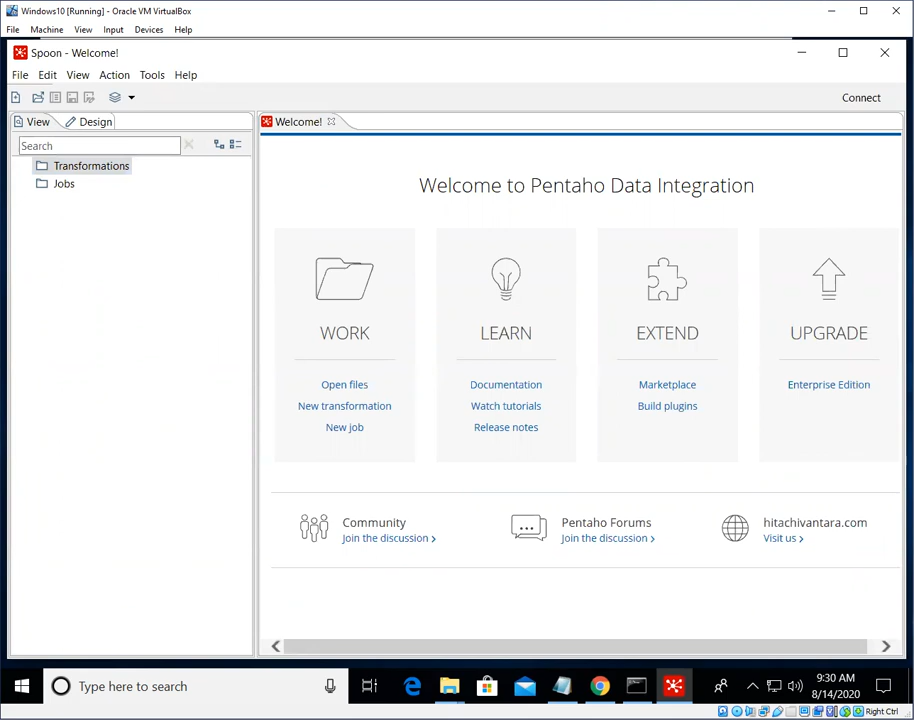 Windows10 [Running] - Oracle VM VirtualBox
File Machine View Input Devices Help
Spoon - Welcome!
File Edit View Action Tools Help
Connect
View Design
Welcome!
Search
Transformations
Jobs
Welcome to Pentaho Data Integration
WORK
Open files
New transformation
New job
LEARN
Documentation
Watch tutorials
Release notes
EXTEND
Marketplace
Build plugins
UPGRADE
Enterprise Edition
Community
Join the discussion >
Pentaho Forums
Join the discussion >
hitachivantara.com
Visit us >
Type here to search
9:30 AM
8/14/2020
Right Ctrl